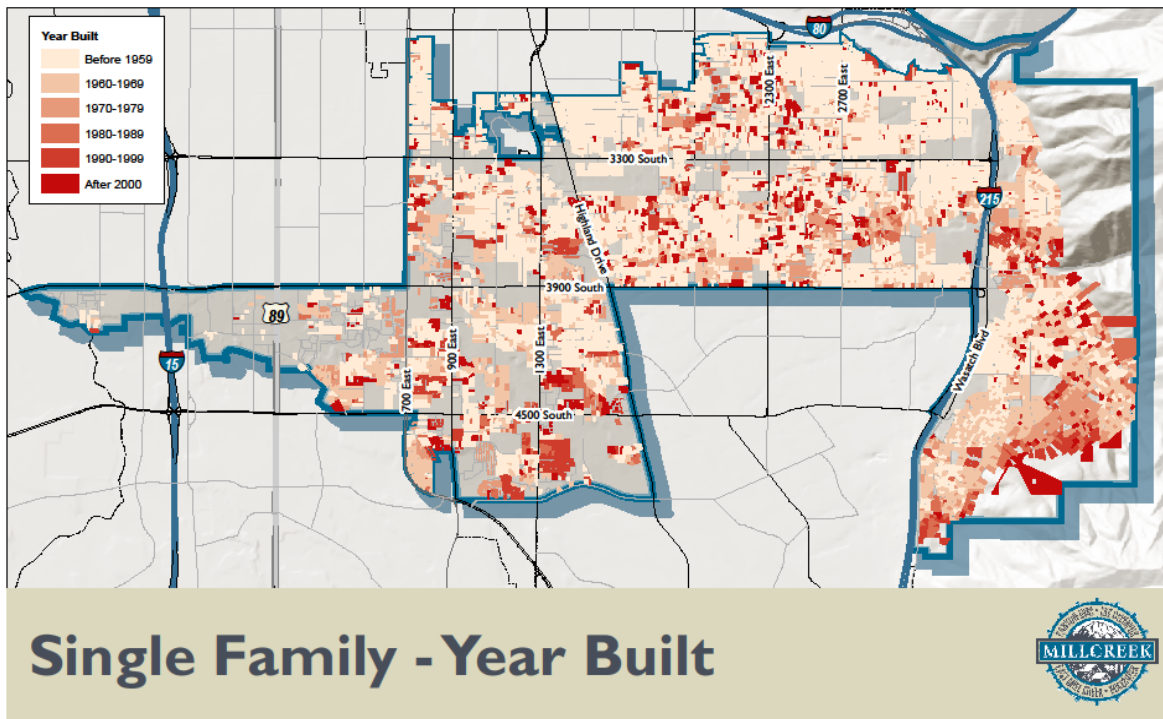 Year Built
Before 1959
1960-1969
1970-1979
1980-1989
1990-1999
After 2000
80
2300 East
2700 East
3300 South
215
Highland Drive
3900 South
89
15
700 East
900 East
1300 East
4500 South
Wasatch Blvd
Single Family - Year Built
MILLCREEK